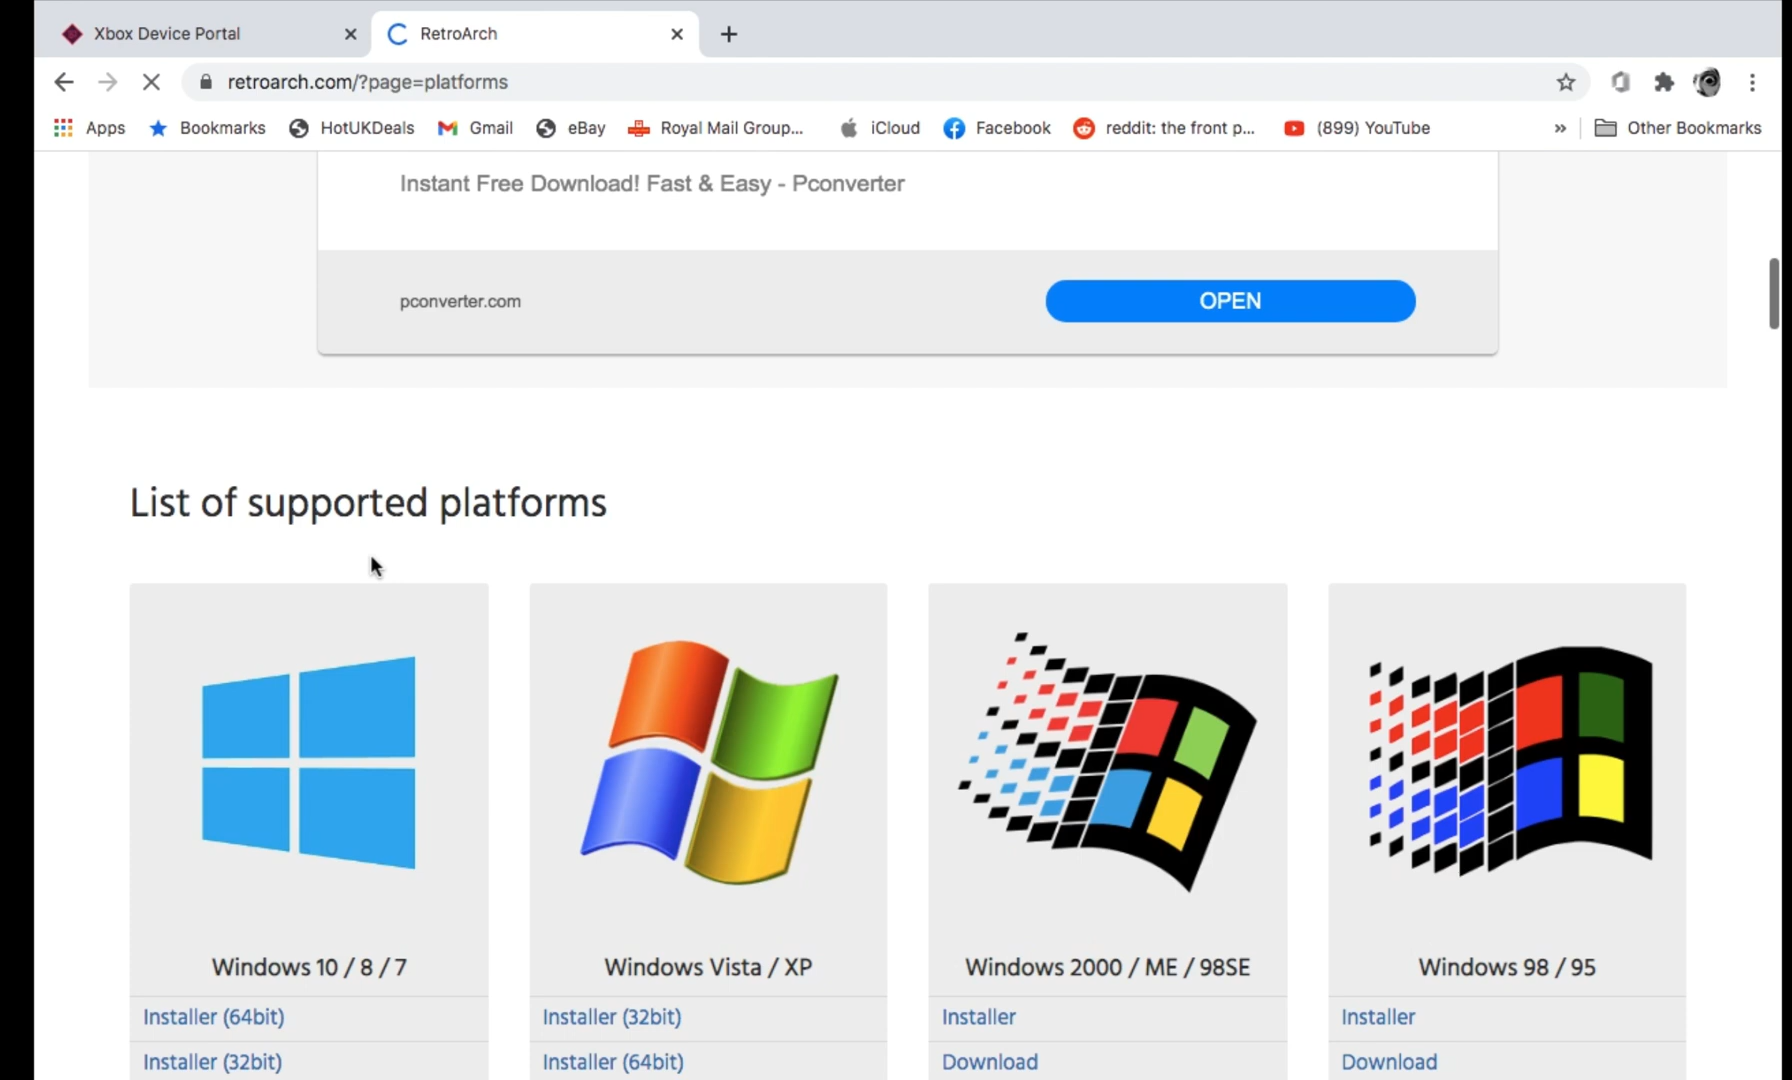 Xbox Device Portal
RetroArch
retroarch.com/?page=platforms
Apps
Bookmarks
HotUKDeals
Gmail
eBay
Royal Mail Group...
iCloud
Facebook
reddit: the front p...
(899) YouTube
»
Other Bookmarks
Instant Free Download! Fast & Easy - Pconverter
pconverter.com
OPEN
List of supported platforms
Windows 10 / 8 / 7
Installer (64bit)
Installer (32bit)
Windows Vista / XP
Installer (32bit)
Installer (64bit)
Windows 2000 / ME / 98SE
Installer
Download
Windows 98 / 95
Installer
Download